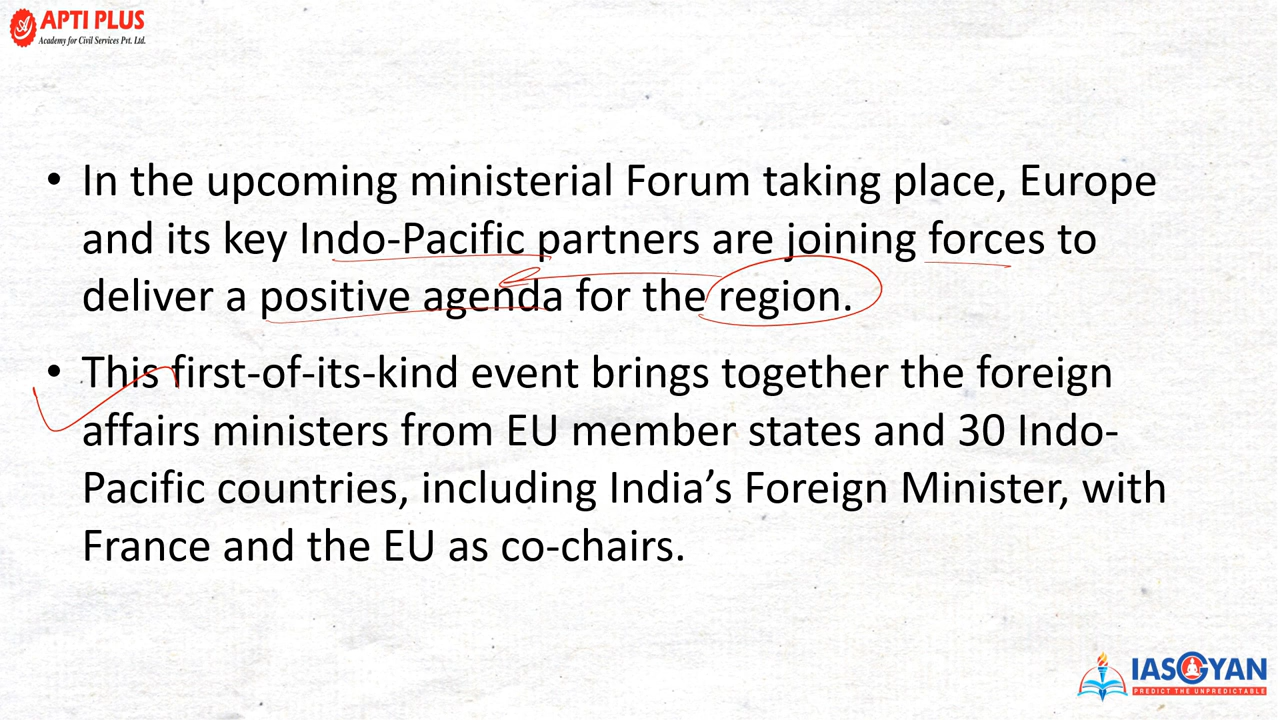 APTI PLUS
Academy for Civil Services Pvt. Ltd.
• In the upcoming ministerial Forum taking place, Europe
and its key Indo-Pacific partners are joining forces to
deliver a positive agenda for the region.
• This first-of-its-kind event brings together the foreign
affairs ministers from EU member states and 30 Indo-
Pacific countries, including India’s Foreign Minister, with
France and the EU as co-chairs.
IASGYAN
PREDICT THE UNPREDICTABLE